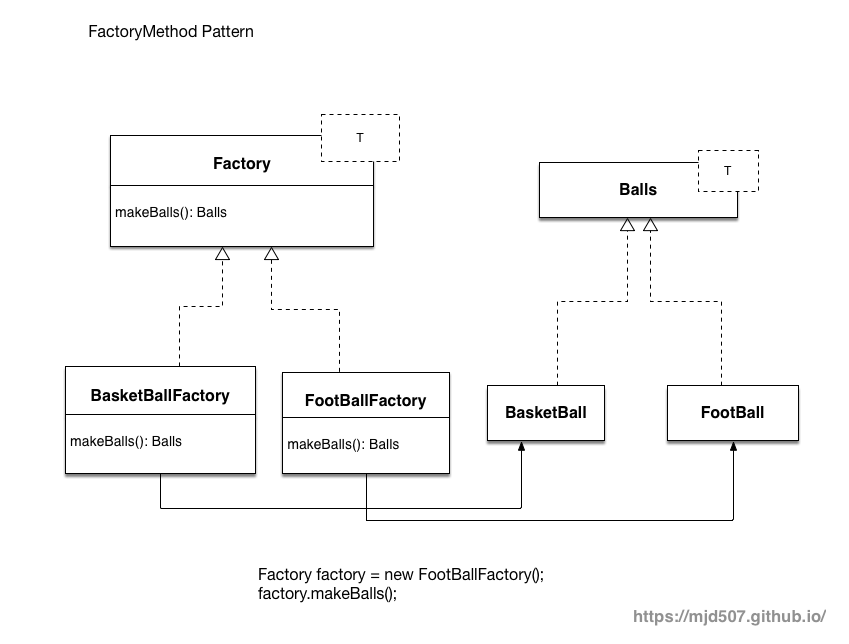 FactoryMethod Pattern
T
Factory
makeBalls(): Balls
T
Balls
BasketBallFactory
makeBalls(): Balls
FootBallFactory
makeBalls(): Balls
BasketBall
FootBall
Factory factory = new FootBallFactory();
factory.makeBalls();
https://mjd507.github.io/